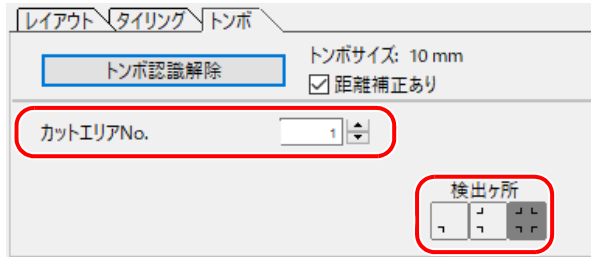 レイアウト タイリング トンボ
トンボ認識解除
トンボサイズ: 10 mm
距離補正あり
カットエリアNo. 1
検出ヶ所